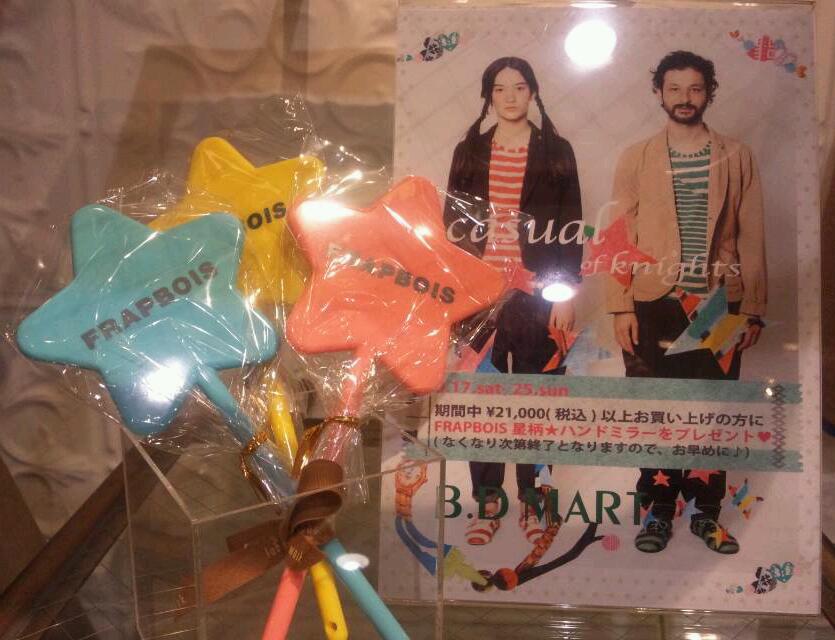 FRAPBOIS
BOIS
FRAPBOIS
casual
of knights
17.sat_25.sun
期間中 ¥21,000(税込)以上お買い上げの方に
FRAPBOIS 星柄★ハンドミラーをプレゼント♥
(なくなり次第終了となりますので、お早めに♪)
B.D MART